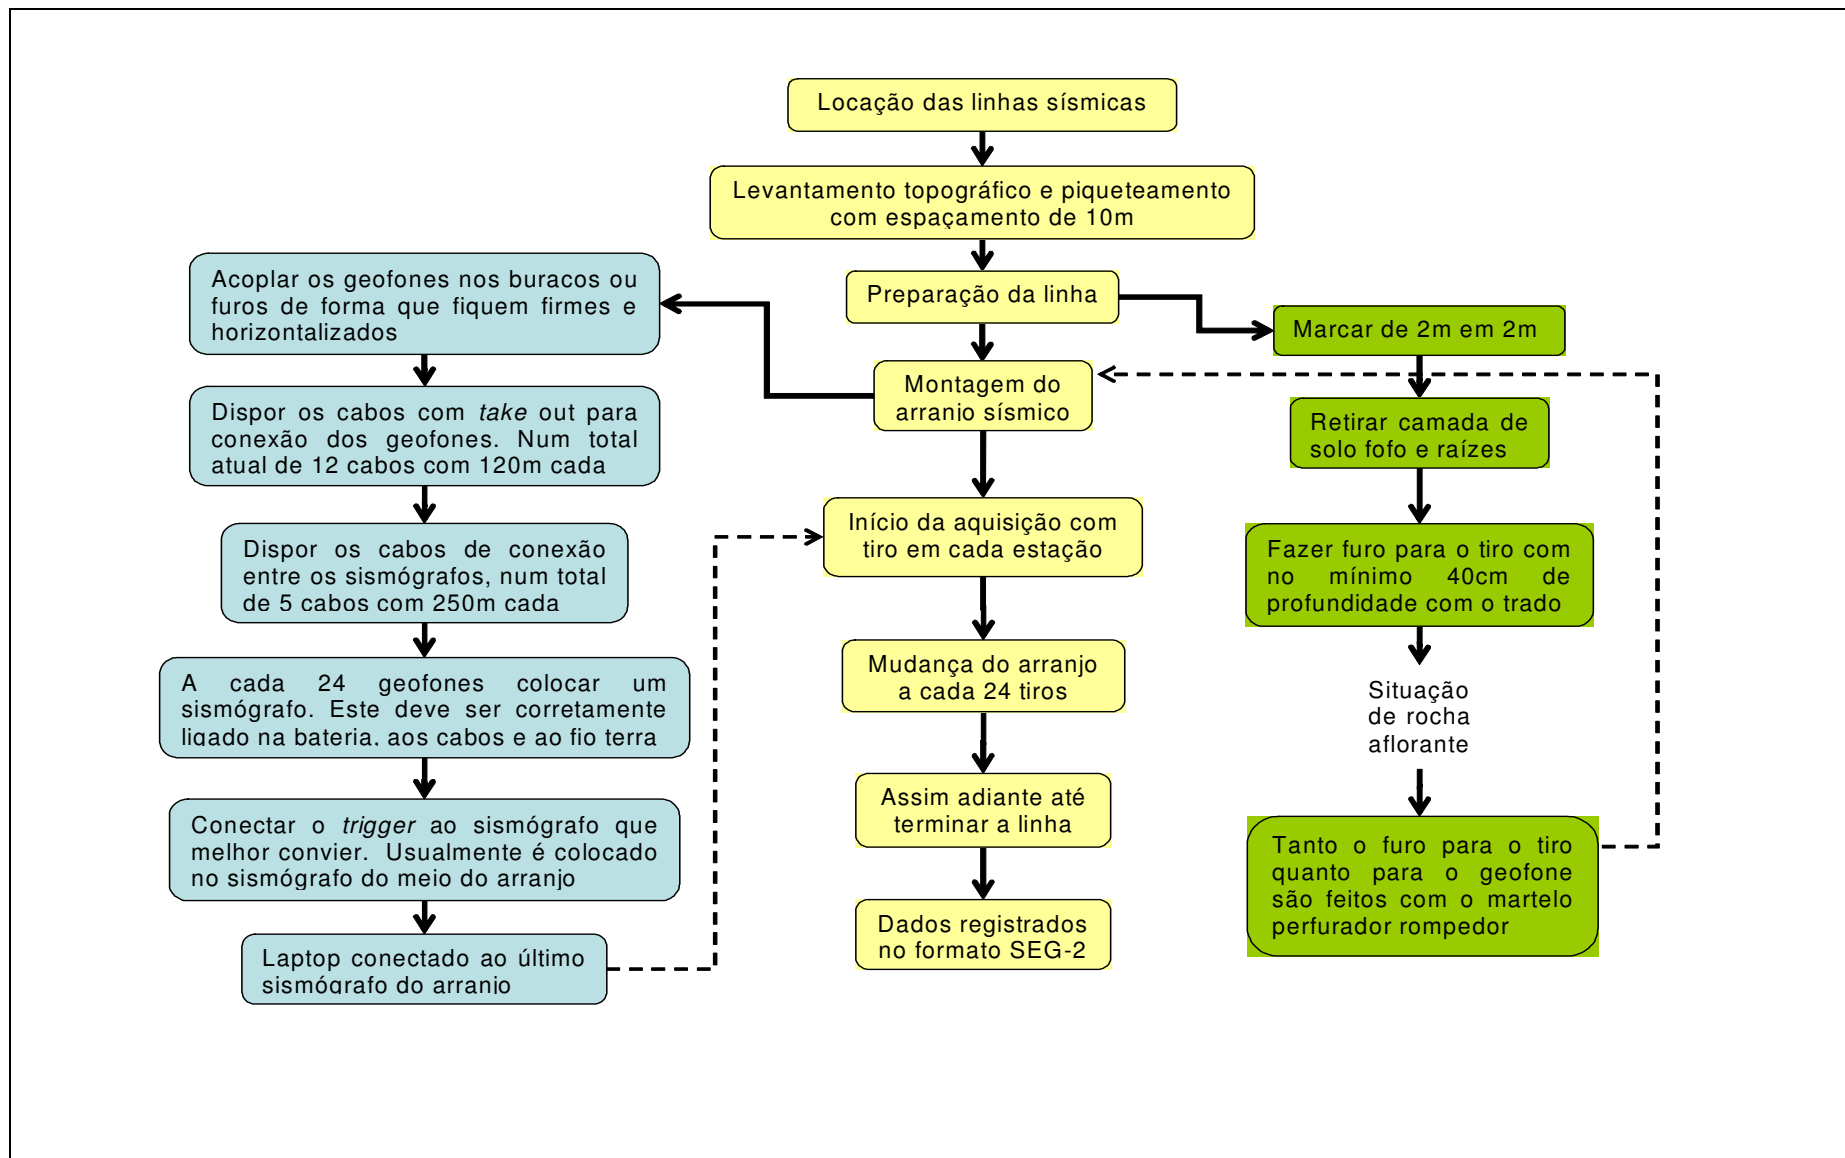 Locação das linhas sísmicas
Levantamento topográfico e piqueteamento
com espaçamento de 10m
Preparação da linha
Montagem do
arranjo sísmico
Início da aquisição com
tiro em cada estação
Mudança do arranjo
a cada 24 tiros
Assim adiante até
terminar a linha
Dados registrados
no formato SEG-2
Acoplar os geofones nos buracos ou
furos de forma que fiquem firmes e
horizontalizados
Dispor os cabos com take out para
conexão dos geofones. Num total
atual de 12 cabos com 120m cada
Dispor os cabos de conexão
entre os sismógrafos, num total
de 5 cabos com 250m cada
A cada 24 geofones colocar um
sismógrafo. Este deve ser corretamente
ligado na bateria, aos cabos e ao fio terra
Conectar o trigger ao sismógrafo que
melhor convier. Usualmente é colocado
no sismógrafo do meio do arranjo
Laptop conectado ao último
sismógrafo do arranjo
Marcar de 2m em 2m
Retirar camada de
solo fofo e raízes
Fazer furo para o tiro com
no mínimo 40cm de
profundidade com o trado
Situação
de rocha
aflorante
Tanto o furo para o tiro
quanto para o geofone
são feitos com o martelo
perfurador rompedor